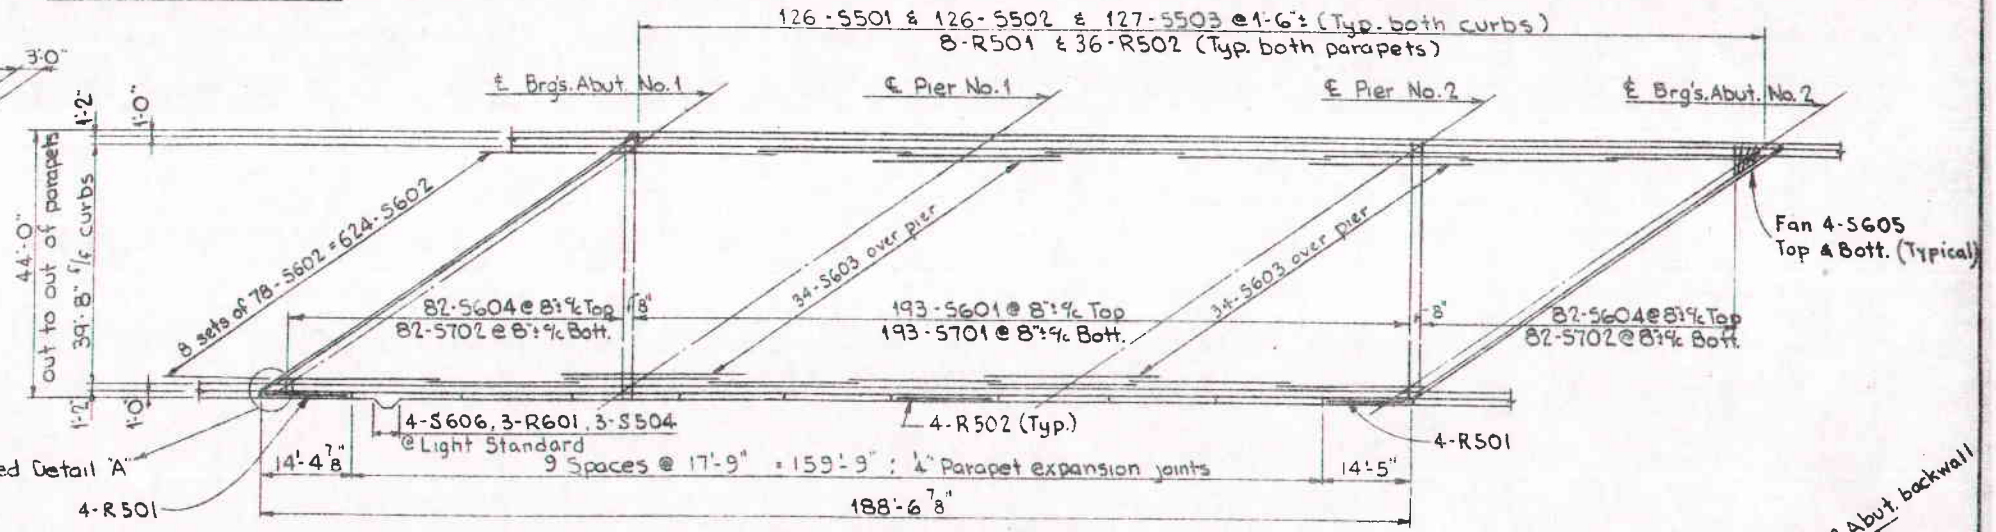 126-S501 & 126-S502 & 127-S503 @1'-6"± (Typ. both curbs)
8-R501 & 36-R502 (Typ. both parapets)
3'-0"
℄ Brg's. Abut. No. 1
℄ Pier No. 1
℄ Pier No. 2
℄ Brg's. Abut. No. 2
1'-2"
1'-0"
44'-0"
out to out of parapets
39'-8" f/f curbs
8 sets of 78-S602 = 624-S602
34-S603 over pier
34-S603 over pier
Fan 4-S605
Top & Bott. (Typical)
82-S604 @ 8"± c/c Top
82-S702 @ 8"± c/c Bott.
8"
193-S601 @ 8"± c/c Top
193-S701 @ 8"± c/c Bott.
8"
82-S604 @ 8"± c/c Top
82-S702 @ 8"± c/c Bott.
1'-2"
1'-0"
4-S606, 3-R601, 3-S504
@ Light Standard
4-R502 (Typ.)
4-R501
ed Detail "A"
14'-4 7/8"
9 Spaces @ 17'-9" = 159'-9" ; ¼" Parapet expansion joints
14'-5"
4-R501
188'-6 7/8"
Abut. backwall